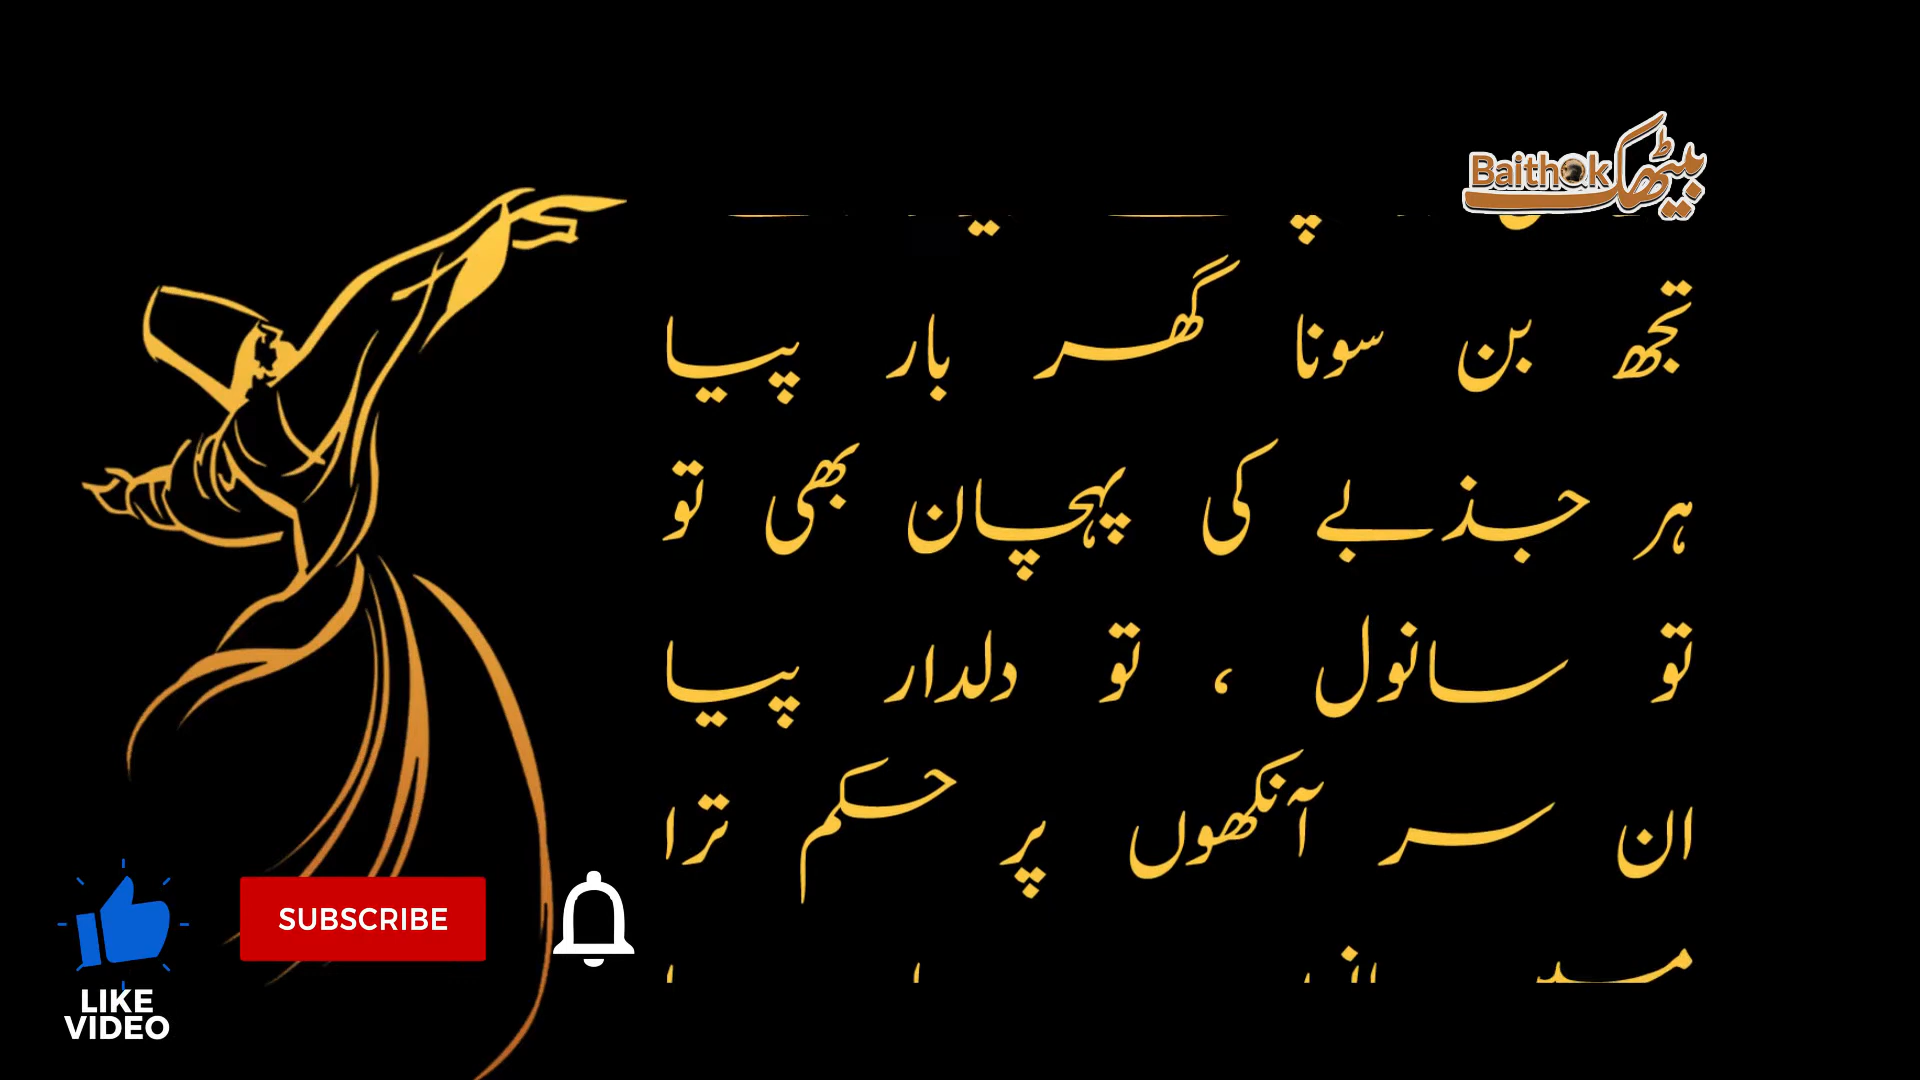 Baithak بیٹھک
تجھ بن سونا گھر بار پیا
ہر جذبے کی پہچان بھی تو
تو سانول ، تو دلدار پیا
ان سر آنکھوں پر حکم ترا
SUBSCRIBE
LIKE
VIDEO